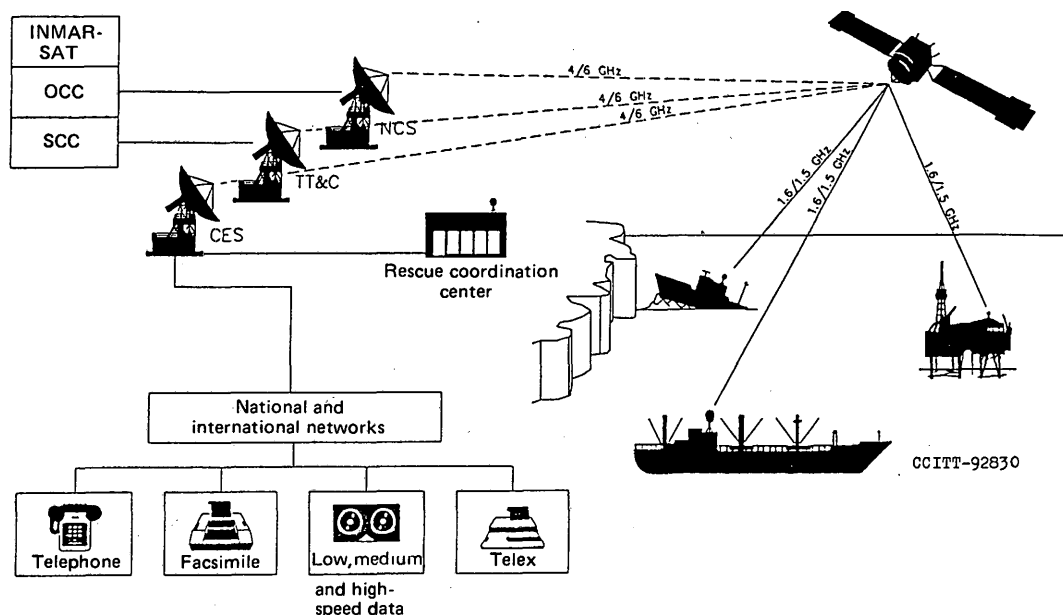 INMAR-
SAT
OCC
SCC
4/6 GHz
4/6 GHz
4/6 GHz
NCS
TT&C
CES
1.6/1.5 GHz
1.6/1.5 GHz
1.6/1.5 GHz
Rescue coordination
center
National and
international networks
CCITT-92830
Telephone
Facsimile
Low, medium
and high-
speed data
Telex